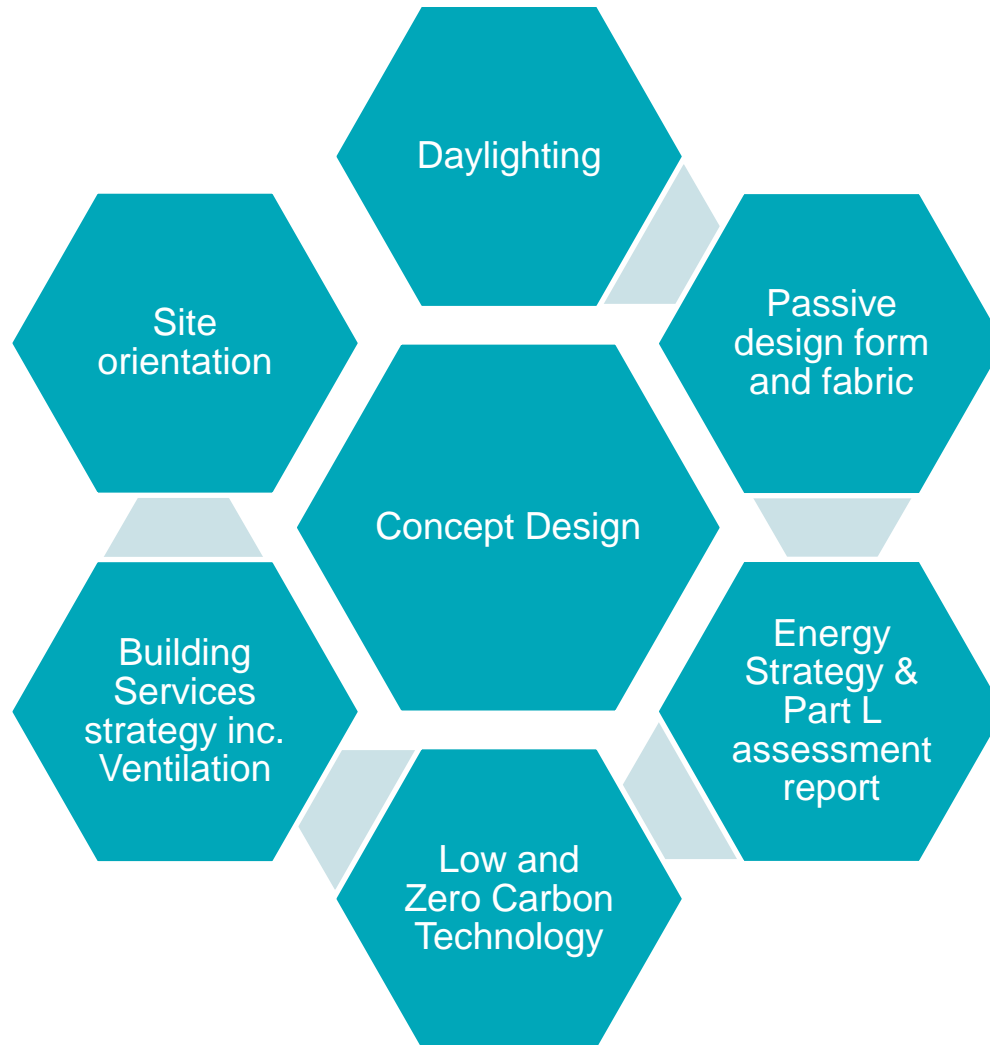 Daylighting
Passive
design form
and fabric
Energy
Strategy &
Part L
assessment
report
Low and
Zero Carbon
Technology
Building
Services
strategy inc.
Ventilation
Site
orientation
Concept Design